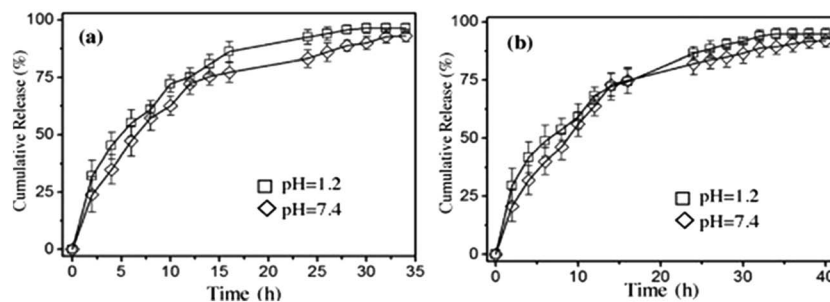 (a)
Cumulative Release (%)
100
75
50
25
0
pH=1.2
pH=7.4
0 5 10 15 20 25 30 35
Time (h)
(b)
Cumulative Release (%)
100
75
50
25
0
pH=1.2
pH=7.4
0 10 20 30 40
Time (h)